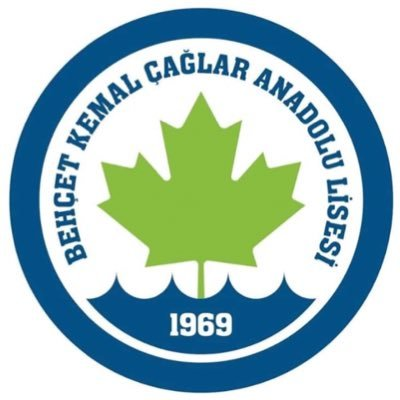 BEHÇET KEMAL ÇAĞLAR ANADOLU LİSESİ
1969